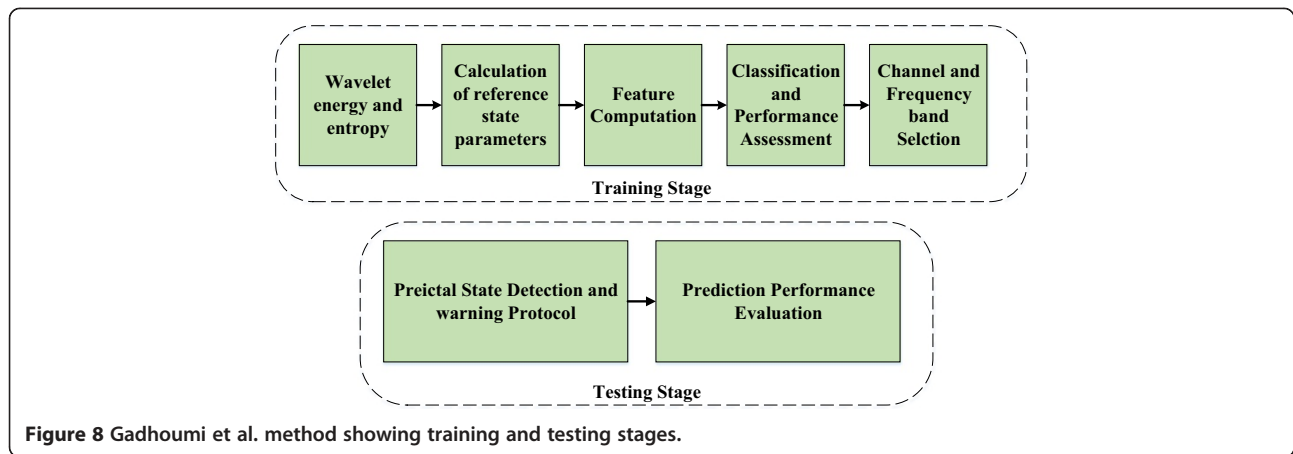 Wavelet
energy and
entropy
Calculation
of reference
state
parameters
Feature
Computation
Classification
and
Performance
Assessment
Channel and
Frequency
band
Selction
Training Stage
Preictal State Detection and
warning Protocol
Prediction Performance
Evaluation
Testing Stage
Figure 8 Gadhoumi et al. method showing training and testing stages.